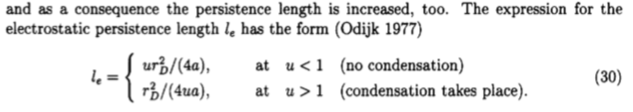 and as a consequence the persistence length is increased, too. The expression for the
electrostatic persistence length l_e has the form (Odijk 1977)
l_e = { ur_D^2/(4a), at u < 1 (no condensation)
r_D^2/(4ua), at u > 1 (condensation takes place).
(30)